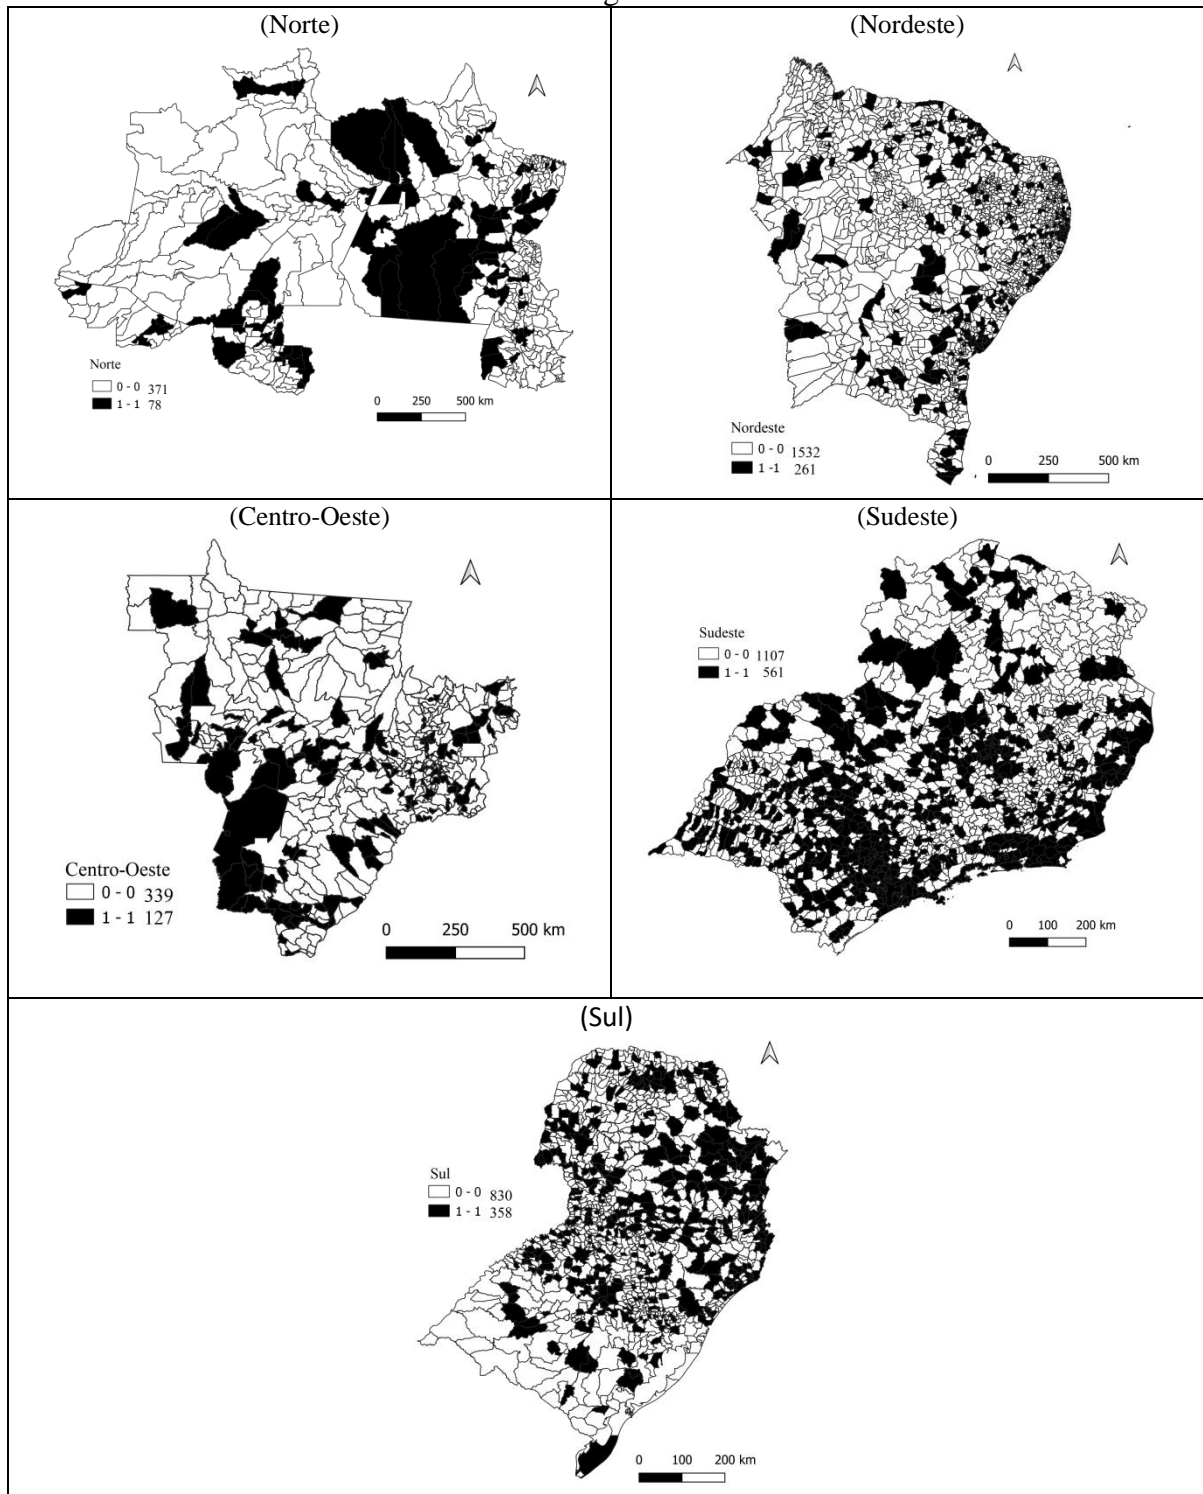 (Norte)
Norte
0 - 0 371
1 - 1 78
0 250 500 km
(Nordeste)
Nordeste
0 - 0 1532
1 - 1 261
0 250 500 km
(Centro-Oeste)
Centro-Oeste
0 - 0 339
1 - 1 127
0 250 500 km
(Sudeste)
Sudeste
0 - 0 1107
1 - 1 561
0 100 200 km
(Sul)
Sul
0 - 0 830
1 - 1 358
0 100 200 km